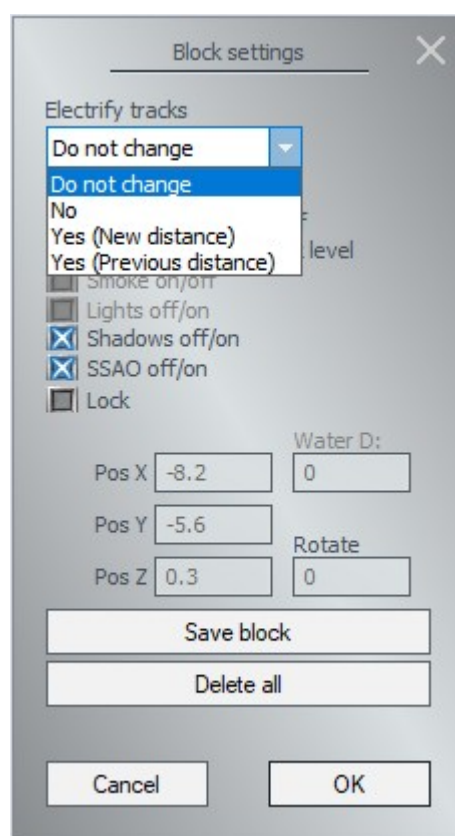 Block settings
Electrify tracks
Do not change
Do not change
No
Yes (New distance)
Yes (Previous distance)
level
Smoke on/off
Lights off/on
Shadows off/on
SSAO off/on
Lock
Water D:
Pos X -8.2 0
Pos Y -5.6
Rotate
Pos Z 0.3 0
Save block
Delete all
Cancel OK